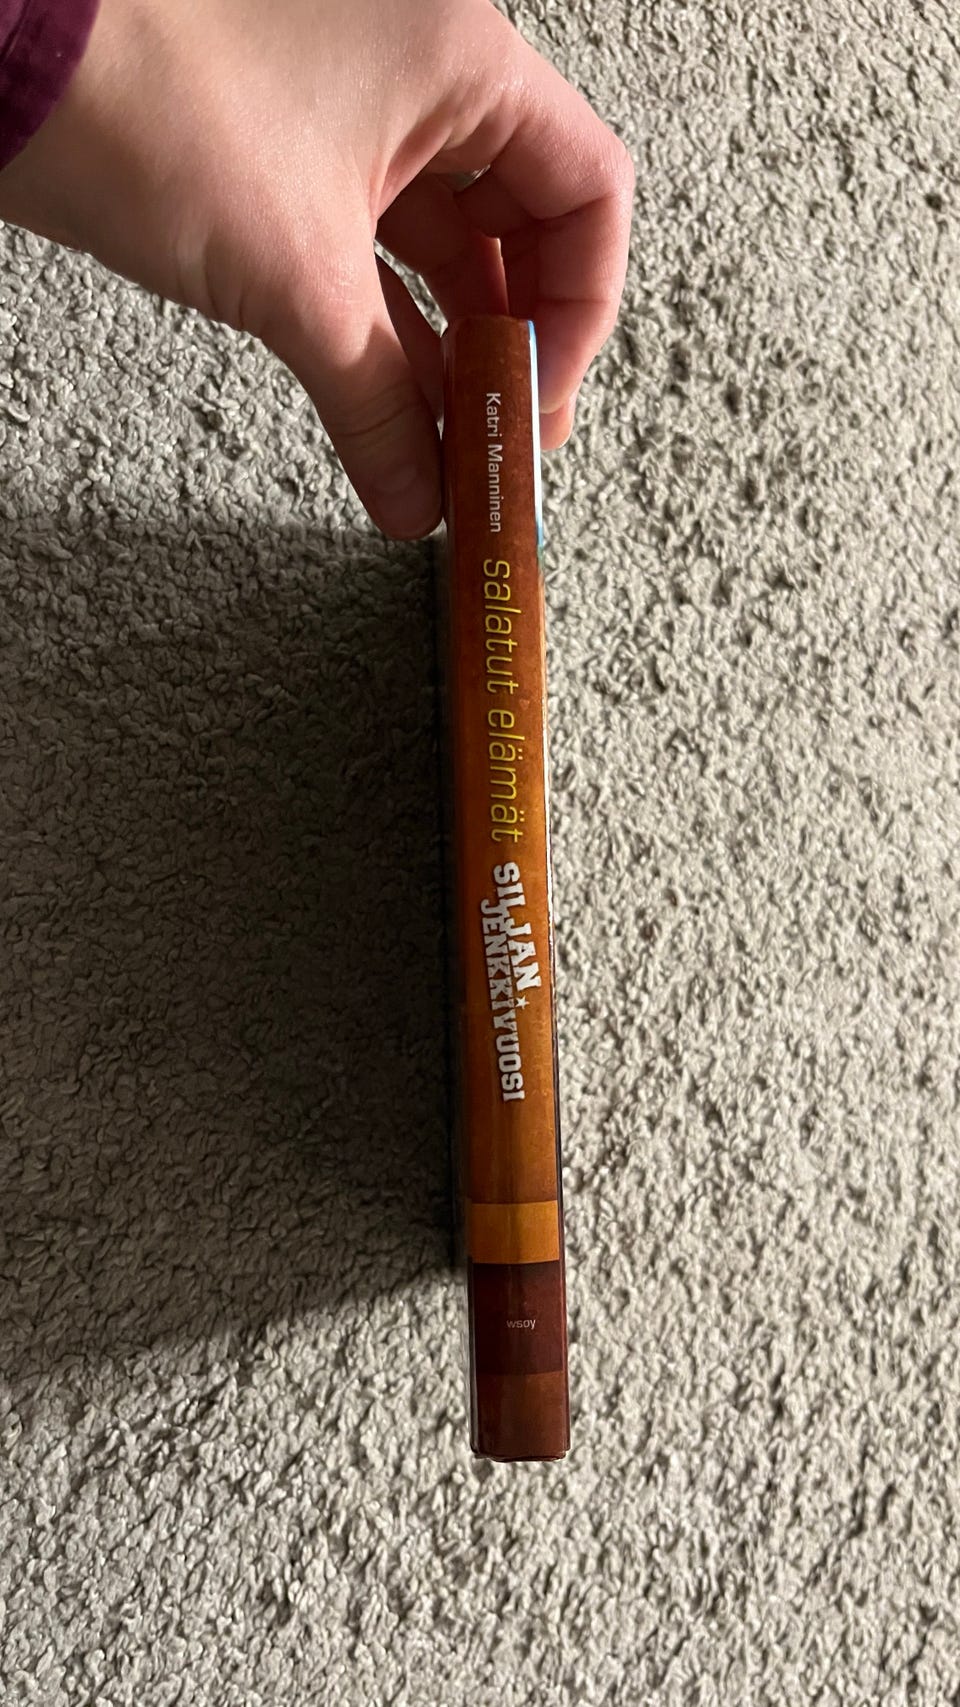 Katri Manninen
Salatut elämät
SILJAN
JENKKIVUOSI
wsoy